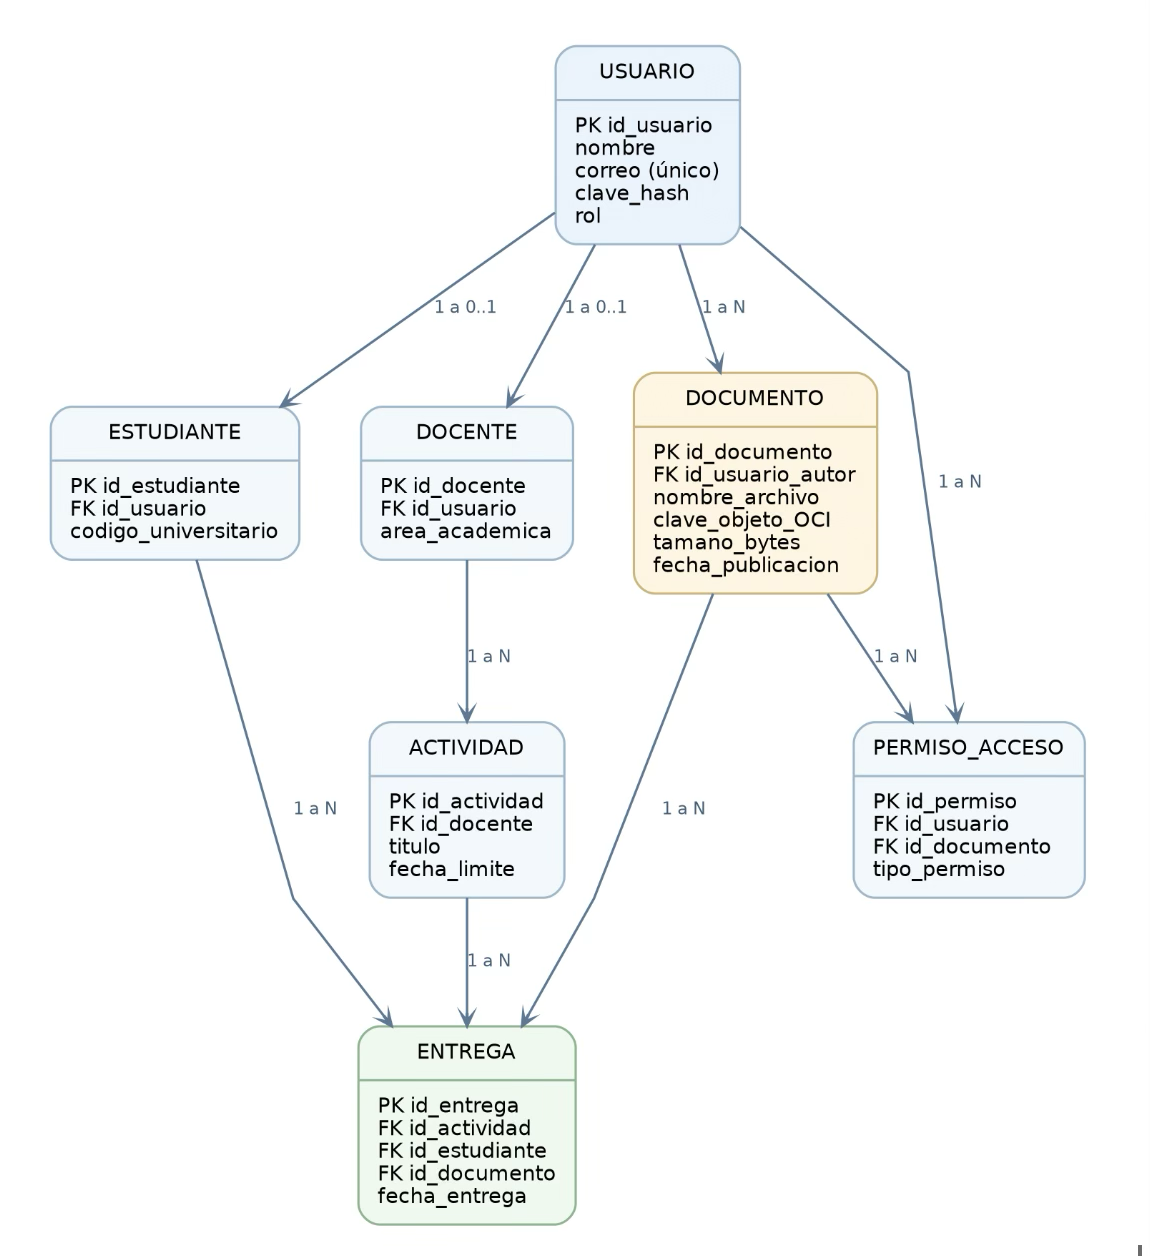 USUARIO
PK id_usuario
nombre
correo (único)
clave_hash
rol
1 a 0..1
1 a 0..1
1 a N
1 a N
ESTUDIANTE
PK id_estudiante
FK id_usuario
codigo_universitario
DOCENTE
PK id_docente
FK id_usuario
area_academica
DOCUMENTO
PK id_documento
FK id_usuario_autor
nombre_archivo
clave_objeto_OCI
tamano_bytes
fecha_publicacion
1 a N
1 a N
1 a N
1 a N
ACTIVIDAD
PK id_actividad
FK id_docente
titulo
fecha_limite
PERMISO_ACCESO
PK id_permiso
FK id_usuario
FK id_documento
tipo_permiso
1 a N
ENTREGA
PK id_entrega
FK id_actividad
FK id_estudiante
FK id_documento
fecha_entrega